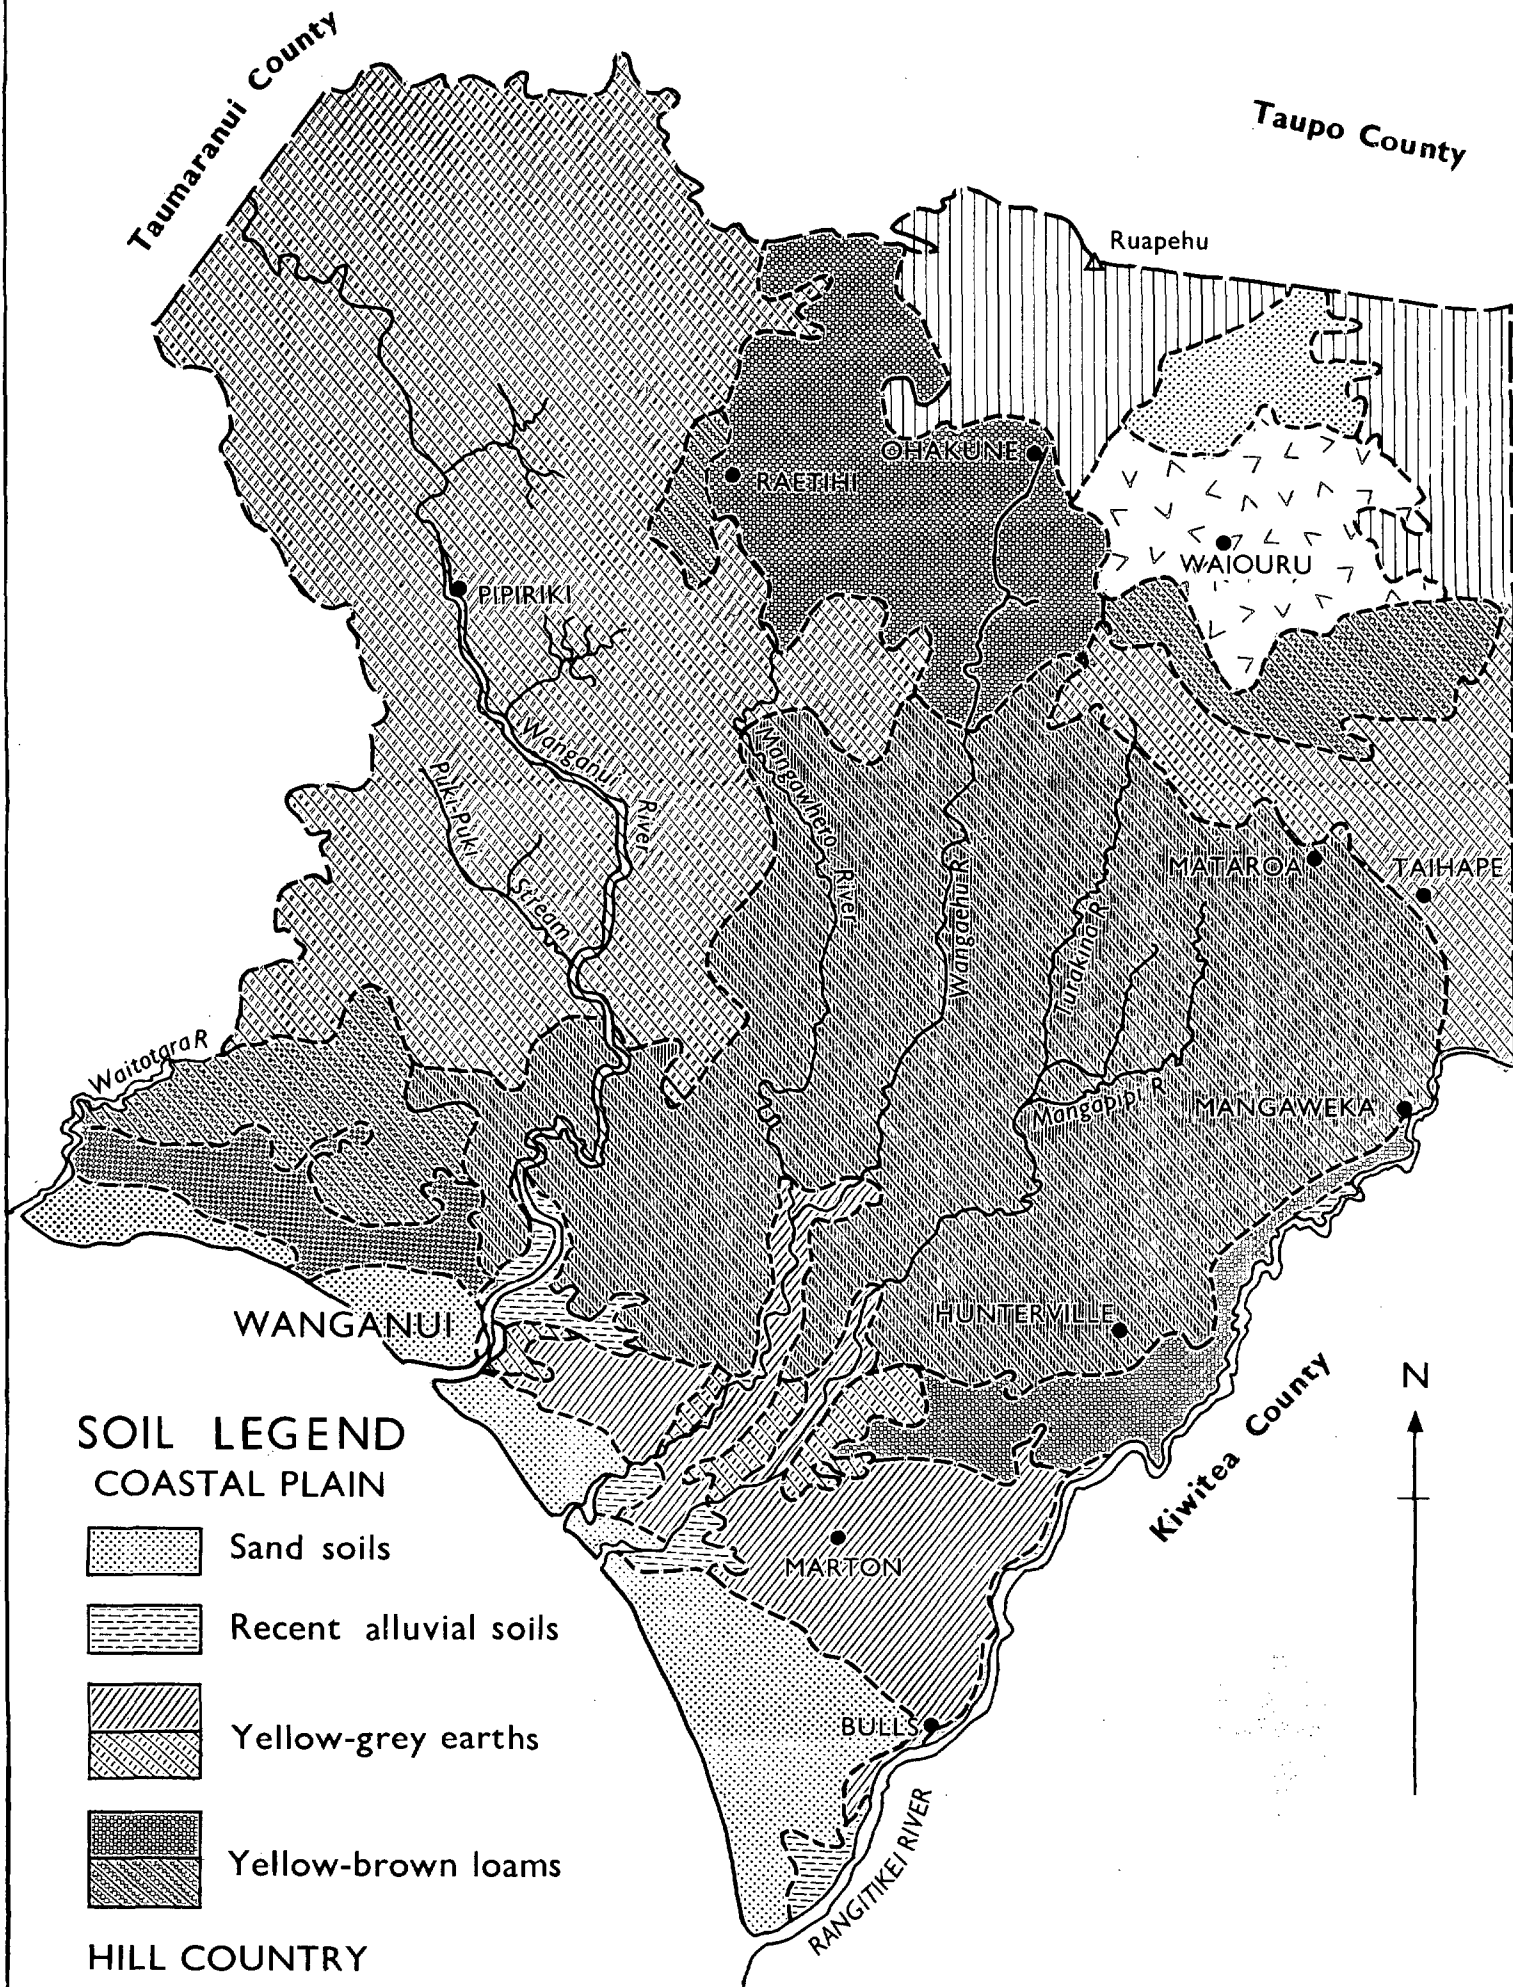 Taumaranui County
Taupo County
Ruapehu
OHAKUNE
RAETIHI
WAIOURU
PIPIRIKI
Wanganui River
Mangawhero River
Puki-Puki Stream
Wangaehu R
Turakina R
MATAROA
TAIHAPE
Waitotara R
Mangapipi R
MANGAWEKA
WANGANUI
HUNTERVILLE
Kiwitea County
N
SOIL LEGEND
COASTAL PLAIN
Sand soils
Recent alluvial soils
Yellow-grey earths
Yellow-brown loams
HILL COUNTRY
MARTON
BULLS
RANGITIKEI RIVER